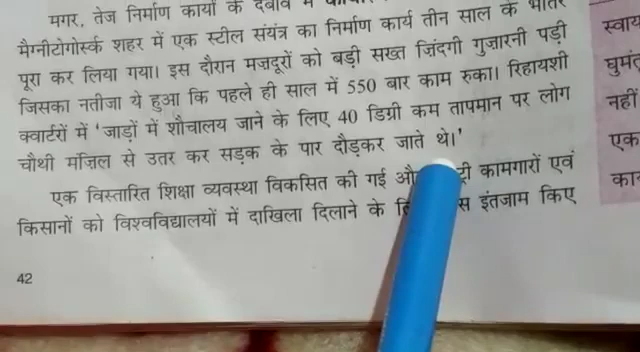 मगर, तेज निर्माण कार्यों के दबाव में
मैग्नीटोगोर्स्क शहर में एक स्टील संयंत्र का निर्माण कार्य तीन साल के भीतर
पूरा कर लिया गया। इस दौरान मज़दूरों को बड़ी सख्त ज़िंदगी गुज़ारनी पड़ी
जिसका नतीजा ये हुआ कि पहले ही साल में 550 बार काम रुका। रिहायशी
क्वार्टरों में 'जाड़ों में शौचालय जाने के लिए 40 डिग्री कम तापमान पर लोग
चौथी मंज़िल से उतर कर सड़क के पार दौड़कर जाते थे।'
एक विस्तारित शिक्षा व्यवस्था विकसित की गई कामगारों एवं
किसानों को विश्वविद्यालयों में दाखिला दिलाने के इंतजाम किए
42
घुमंतू
नहीं
एक